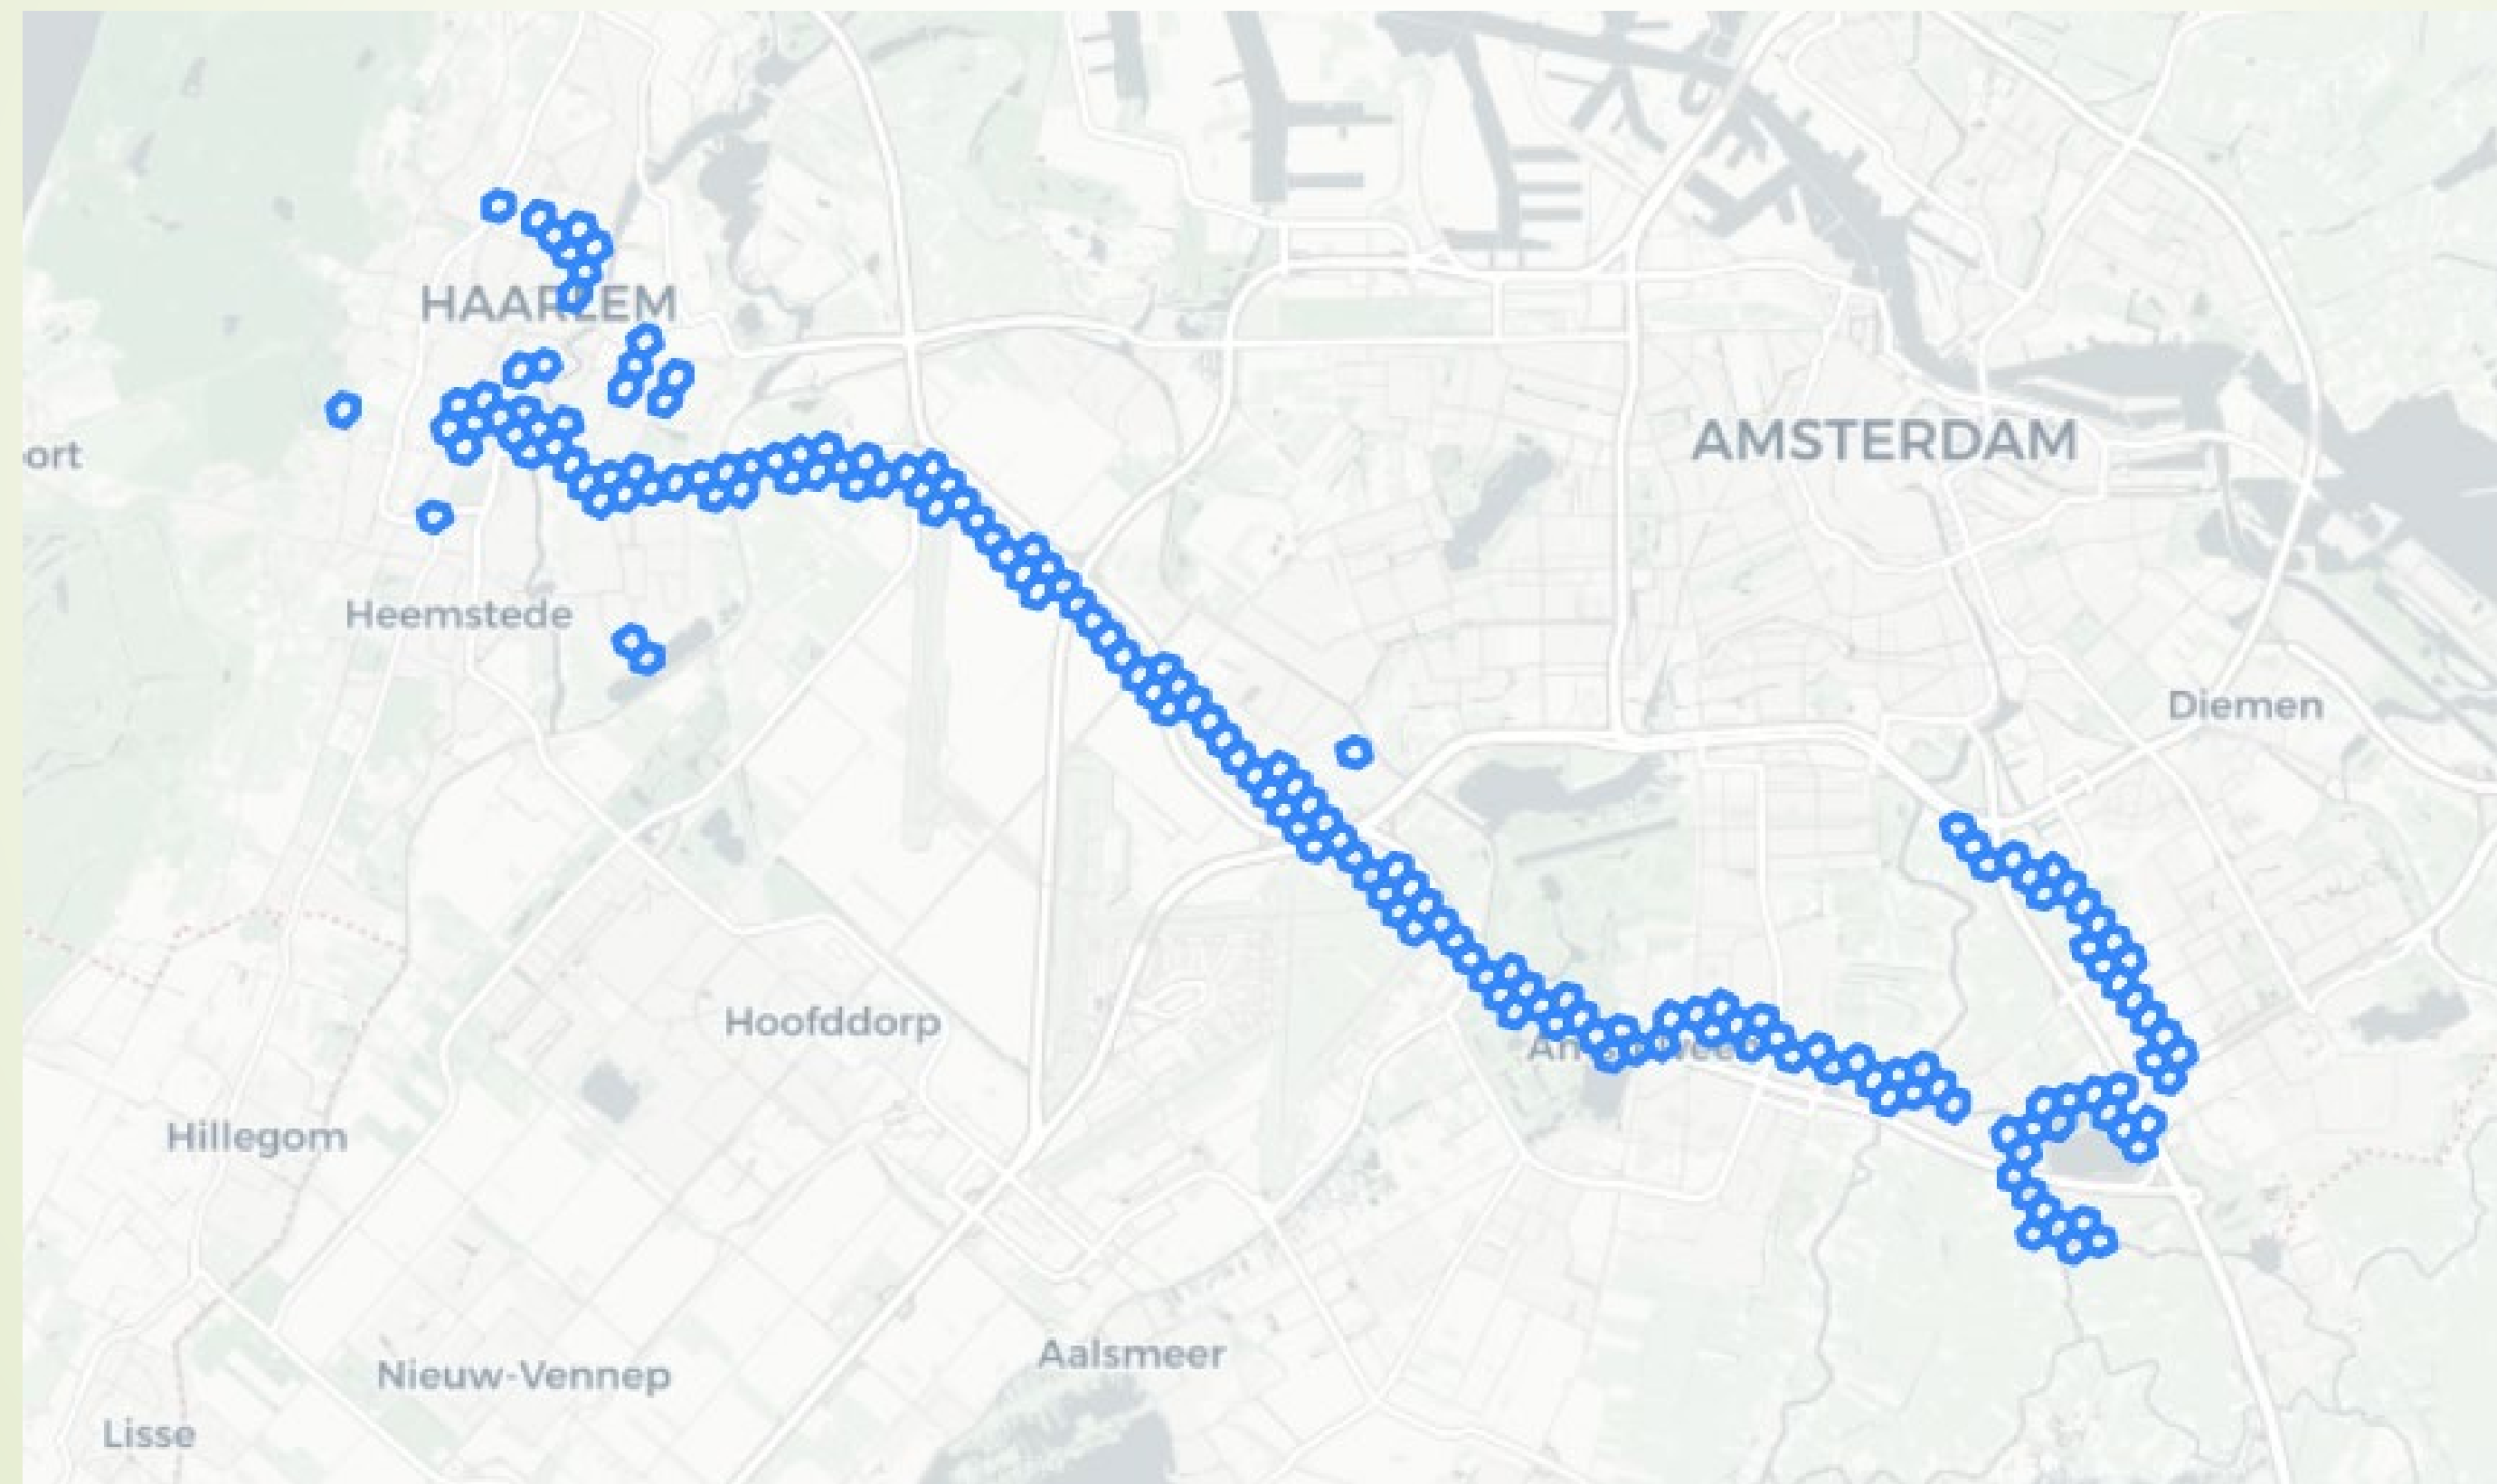 HAARLEM
AMSTERDAM
ort
Heemstede
Diemen
Hoofddorp
Hillegom
Aalsmeer
Nieuw-Vennep
Lisse